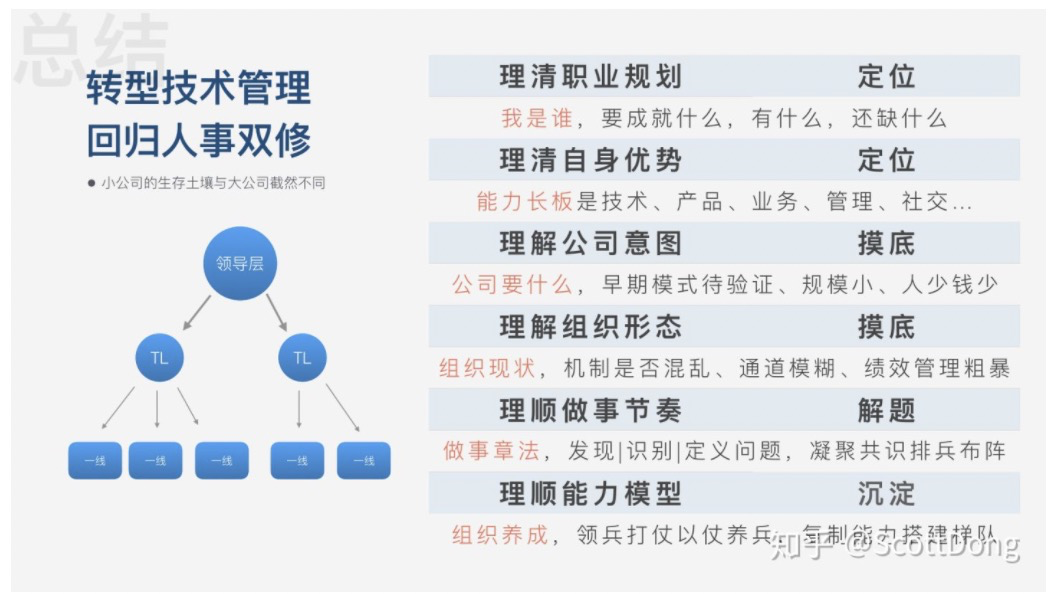 总结
转型技术管理
回归人事双修
● 小公司的生存土壤与大公司截然不同
领导层
TL TL
一线 一线 一线 一线 一线
理清职业规划 定位
我是谁，要成就什么，有什么，还缺什么
理清自身优势 定位
能力长板是技术、产品、业务、管理、社交…
理解公司意图 摸底
公司要什么，早期模式待验证、规模小、人少钱少
理解组织形态 摸底
组织现状，机制是否混乱、通道模糊、绩效管理粗暴
理顺做事节奏 解题
做事章法，发现|识别|定义问题，凝聚共识排兵布阵
理顺能力模型 沉淀
组织养成，领兵打仗以仗养兵，复制能力搭建梯队
知乎 @ScottDong